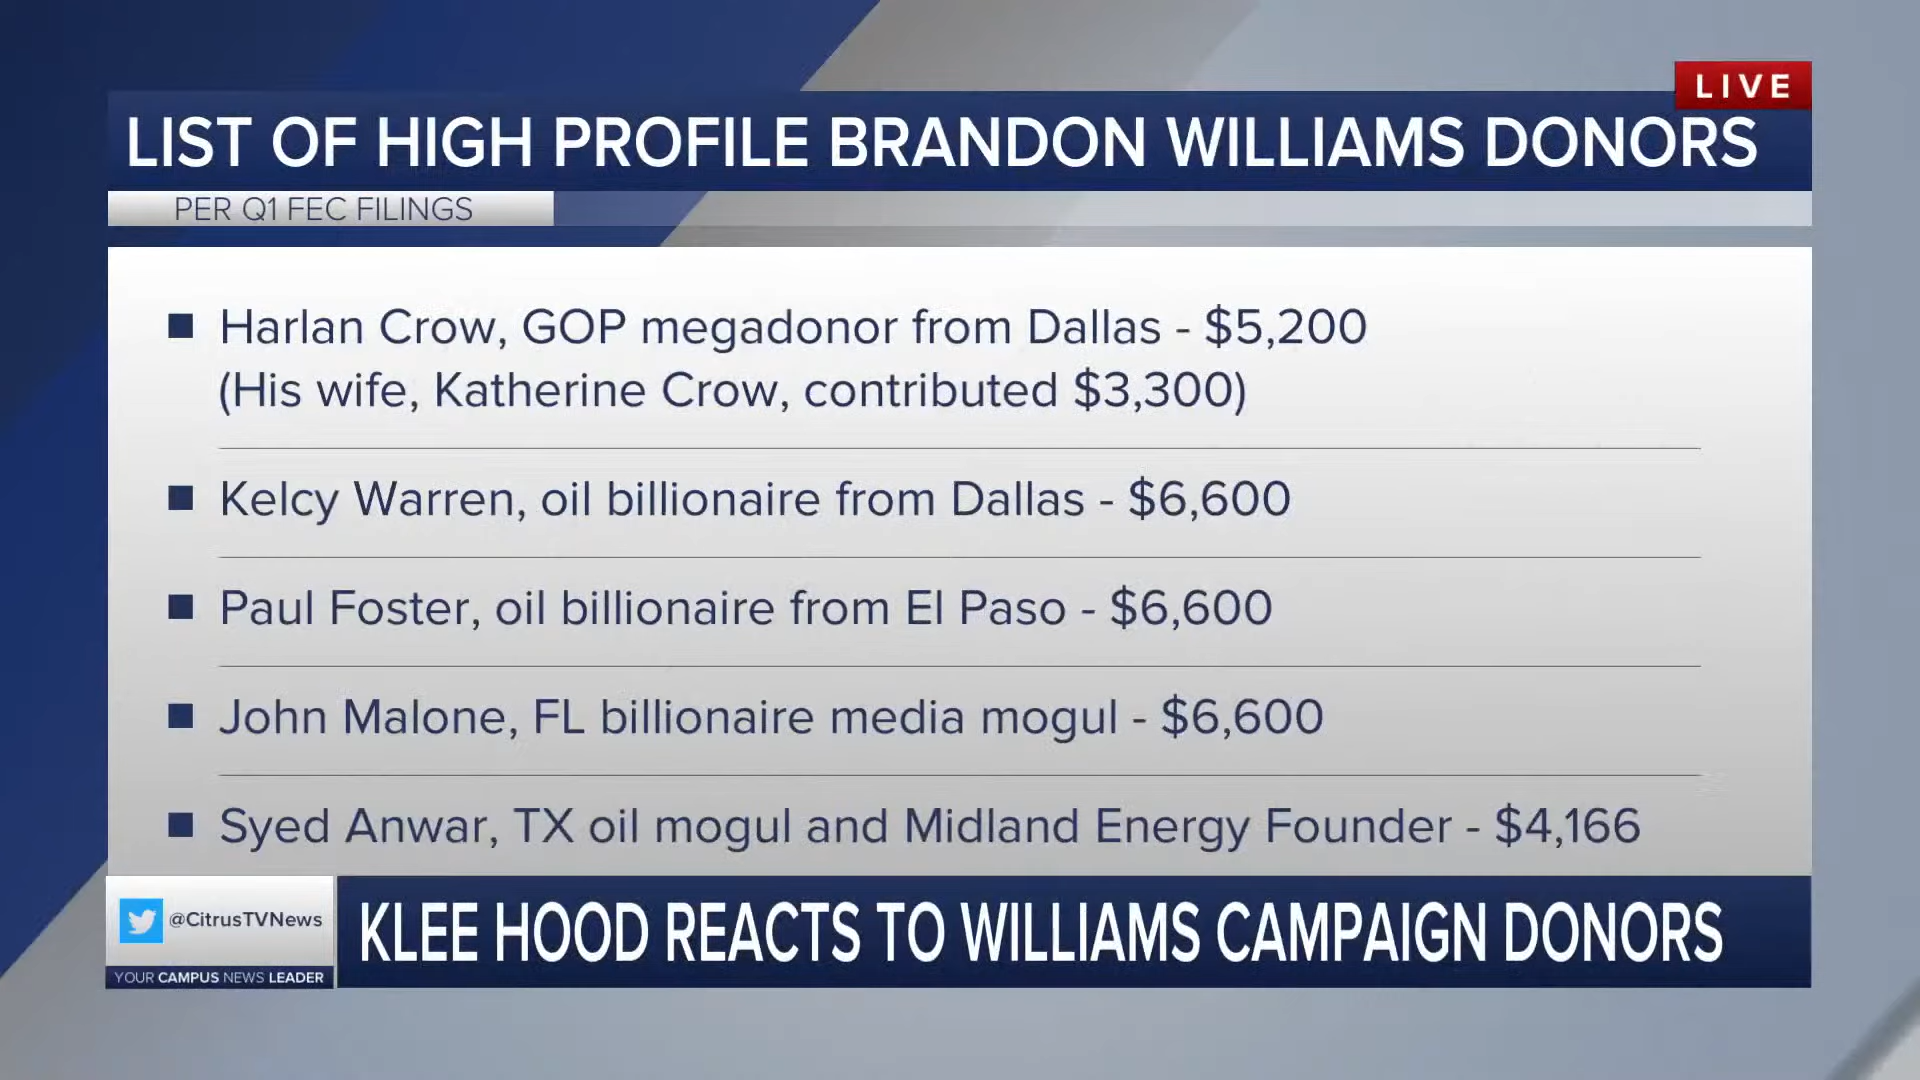 LIVE
LIST OF HIGH PROFILE BRANDON WILLIAMS DONORS
PER Q1 FEC FILINGS
■ Harlan Crow, GOP megadonor from Dallas - $5,200
(His wife, Katherine Crow, contributed $3,300)
■ Kelcy Warren, oil billionaire from Dallas - $6,600
■ Paul Foster, oil billionaire from El Paso - $6,600
■ John Malone, FL billionaire media mogul - $6,600
■ Syed Anwar, TX oil mogul and Midland Energy Founder - $4,166
@CitrusTVNews
YOUR CAMPUS NEWS LEADER
KLEE HOOD REACTS TO WILLIAMS CAMPAIGN DONORS